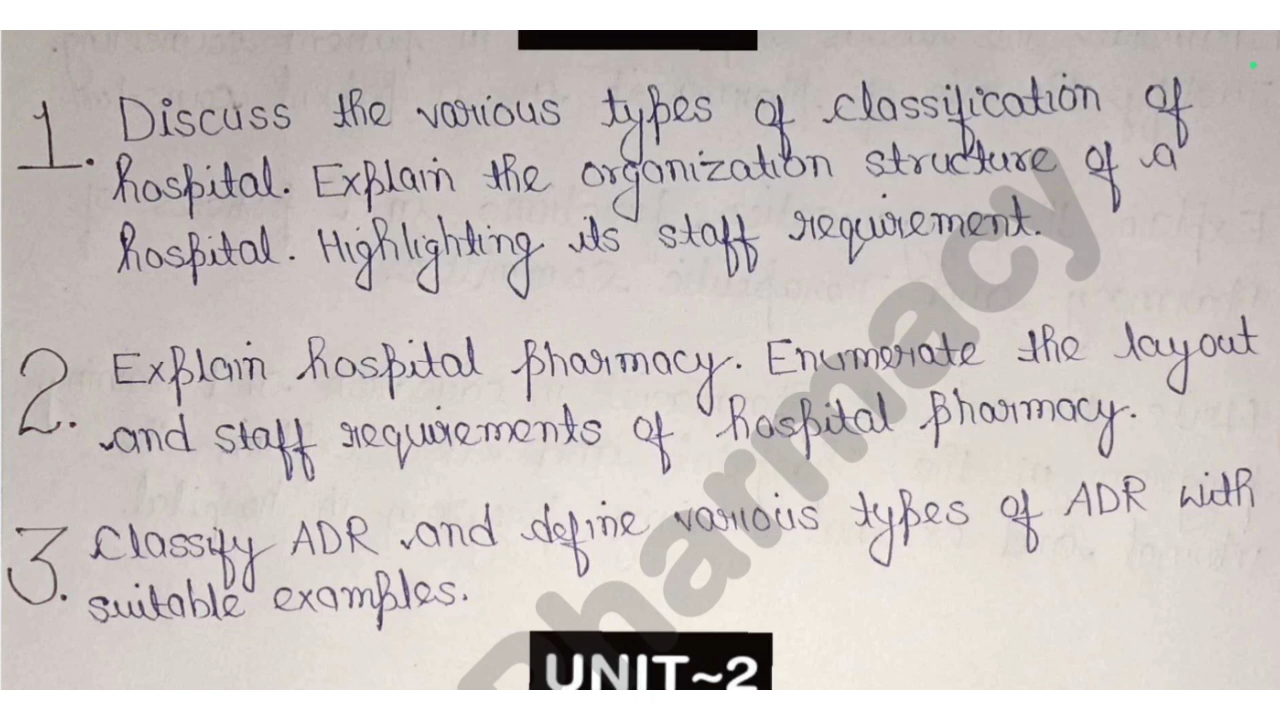 1. Discuss the various types of classification of
hospital. Explain the organization structure of a
hospital. Highlighting its staff requirement.
2. Explain hospital pharmacy. Enumerate the layout
and staff requirements of hospital pharmacy.
3. Classify ADR and define various types of ADR with
suitable examples.
Pharmacy
UNIT~2